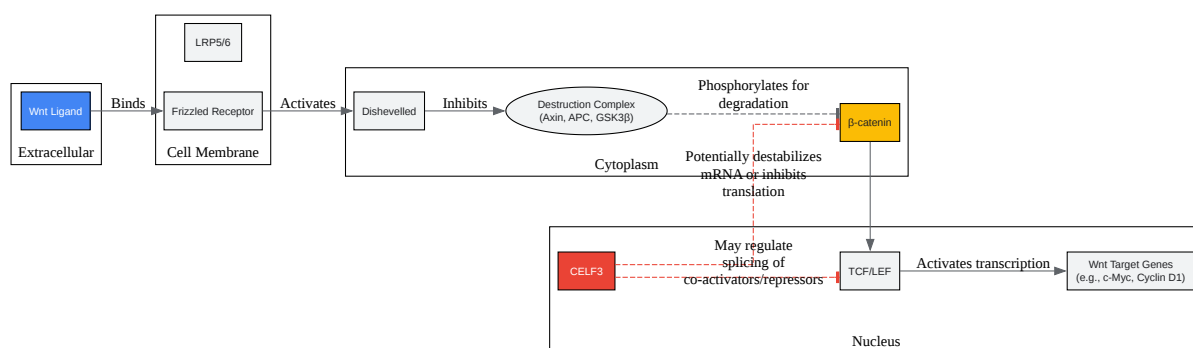 LRP5/6
Wnt Ligand
Binds
Frizzled Receptor
Activates
Extracellular
Cell Membrane
Dishevelled
Inhibits
Destruction Complex
(Axin, APC, GSK3β)
Phosphorylates for
degradation
β-catenin
Cytoplasm
Potentially destabilizes
mRNA or inhibits
translation
CELF3
May regulate
splicing of
co-activators/repressors
TCF/LEF
Activates transcription
Wnt Target Genes
(e.g., c-Myc, Cyclin D1)
Nucleus